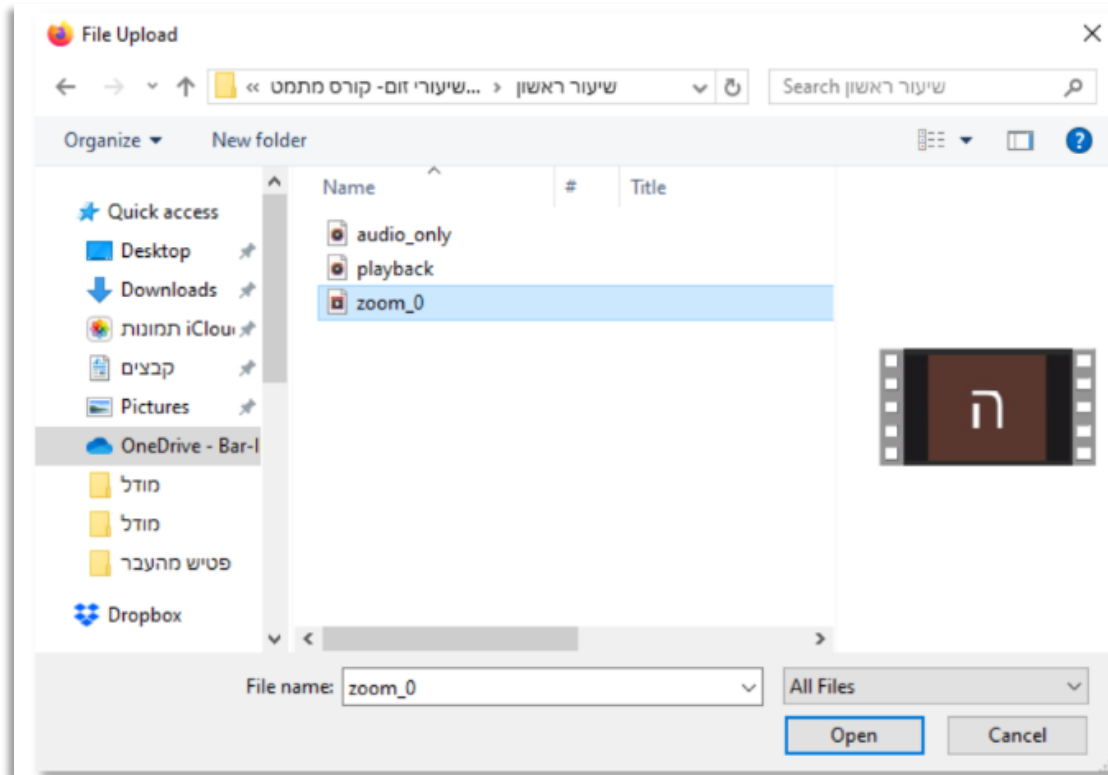 File Upload
« שיעורי זום- קורס מתמט... › שיעור ראשון
Search שיעור ראשון
Organize
New folder
Quick access
Desktop
Downloads
תמונות iClou
קבצים
Pictures
OneDrive - Bar-I
מודל
מודל
פטיש מהעבר
Dropbox
Name # Title
audio_only
playback
zoom_0
ה
File name: zoom_0
All Files
Open Cancel